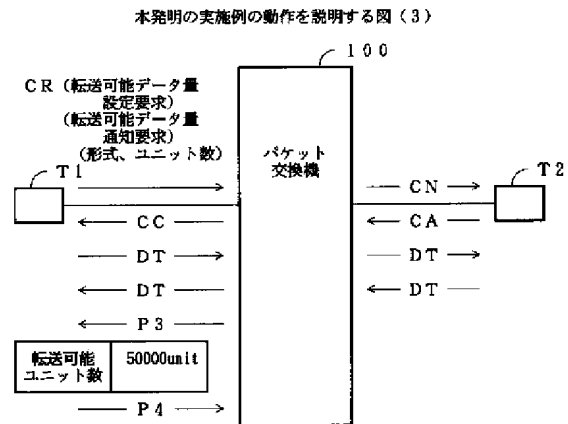 本発明の実施例の動作を説明する図（3）
100
CR（転送可能データ量
設定要求）
（転送可能データ量
通知要求）
（形式、ユニット数）
パケット
交換機
T1
T2
CN
CC
CA
DT
DT
DT
DT
P3
転送可能
ユニット数
50000unit
P4